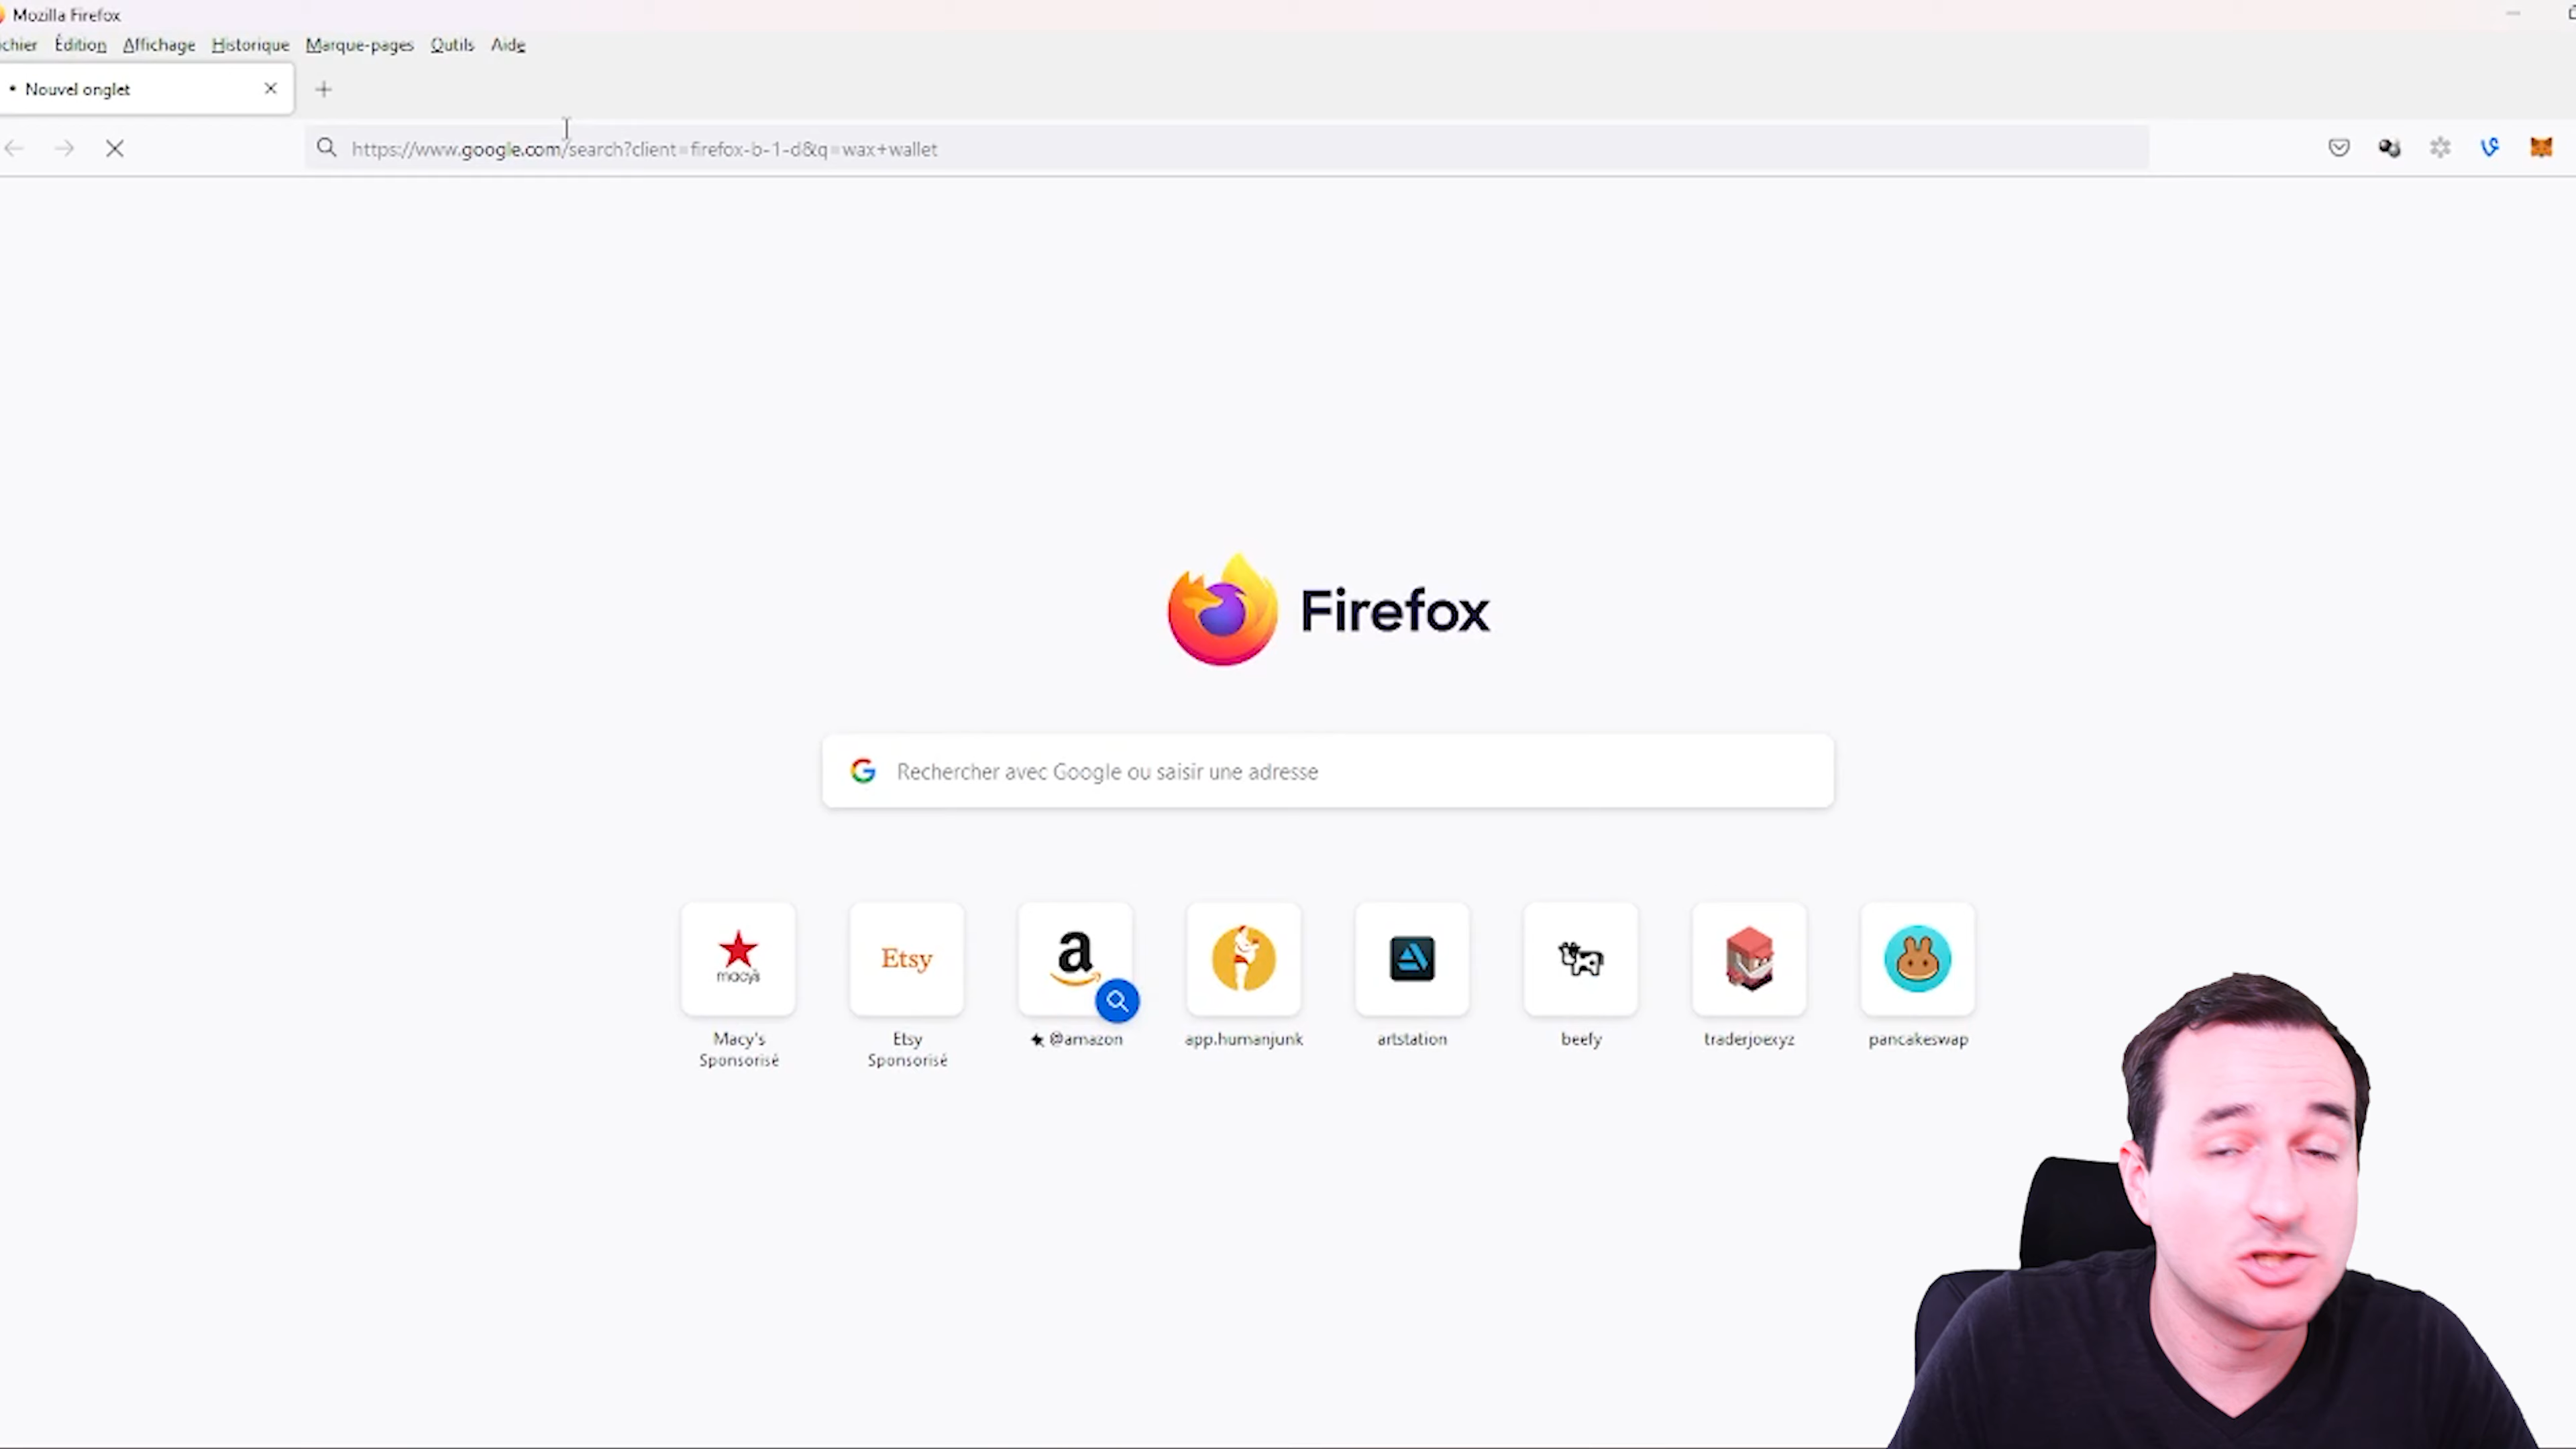 Mozilla Firefox
chier Édition Affichage Historique Marque-pages Outils Aide
Nouvel onglet
https://www.google.com/search?client=firefox-b-1-d&q=wax+wallet
Firefox
Rechercher avec Google ou saisir une adresse
macy's
Etsy
a
Macy's
Sponsorisé
Etsy
Sponsorisé
@amazon
app.humanjunk
artstation
beefy
traderjoexyz
pancakeswap